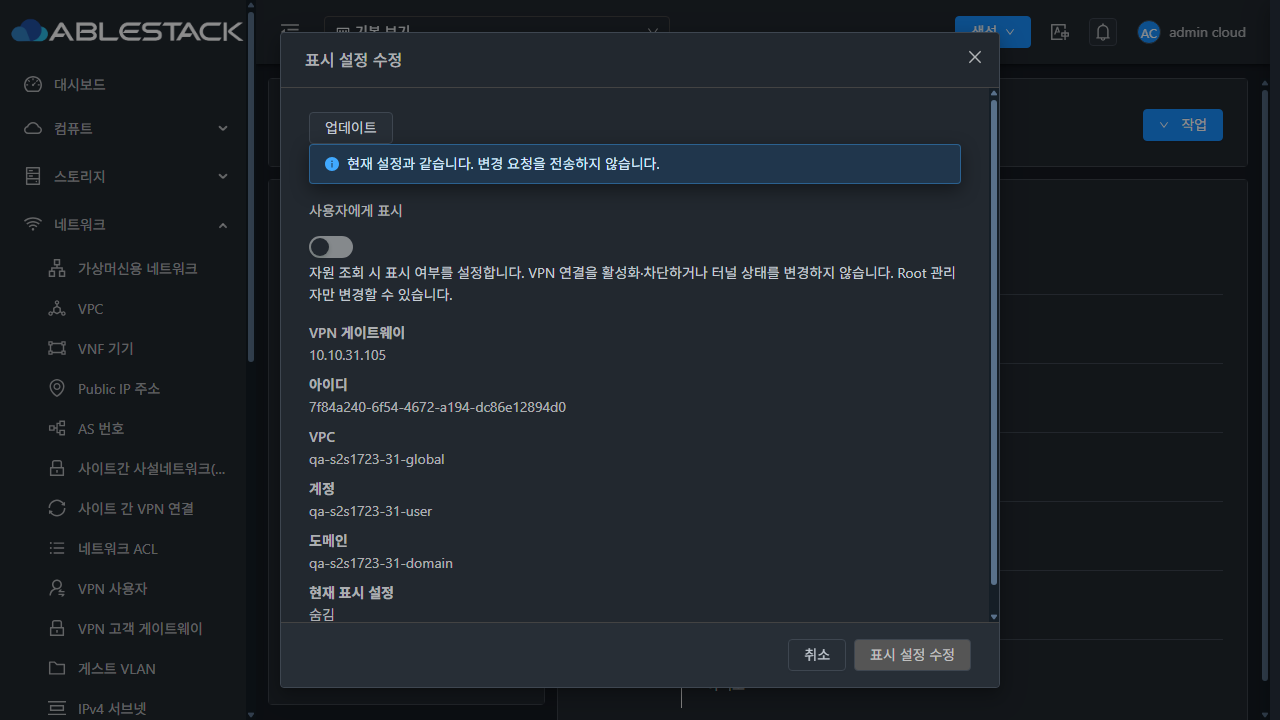 ABLESTACK
기본 보기
생성
AC
admin cloud
대시보드
컴퓨트
스토리지
네트워크
가상머신용 네트워크
VPC
VNF 기기
Public IP 주소
AS 번호
사이트간 사설네트워크(...
사이트 간 VPN 연결
네트워크 ACL
VPN 사용자
VPN 고객 게이트웨이
게스트 VLAN
IPv4 서브넷
작업
표시 설정 수정
업데이트
현재 설정과 같습니다. 변경 요청을 전송하지 않습니다.
사용자에게 표시
자원 조회 시 표시 여부를 설정합니다. VPN 연결을 활성화·차단하거나 터널 상태를 변경하지 않습니다. Root 관리
자만 변경할 수 있습니다.
VPN 게이트웨이
10.10.31.105
아이디
7f84a240-6f54-4672-a194-dc86e12894d0
VPC
qa-s2s1723-31-global
계정
qa-s2s1723-31-user
도메인
qa-s2s1723-31-domain
현재 표시 설정
숨김
취소
표시 설정 수정